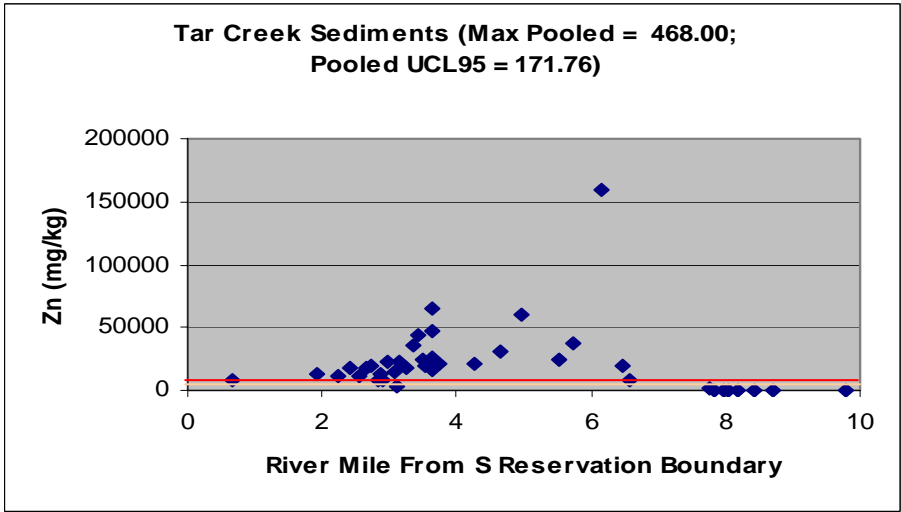 Tar Creek Sediments (Max Pooled = 468.00;
Pooled UCL95 = 171.76)
200000
150000
100000
50000
0
Zn (mg/kg)
0 2 4 6 8 10
River Mile From S Reservation Boundary